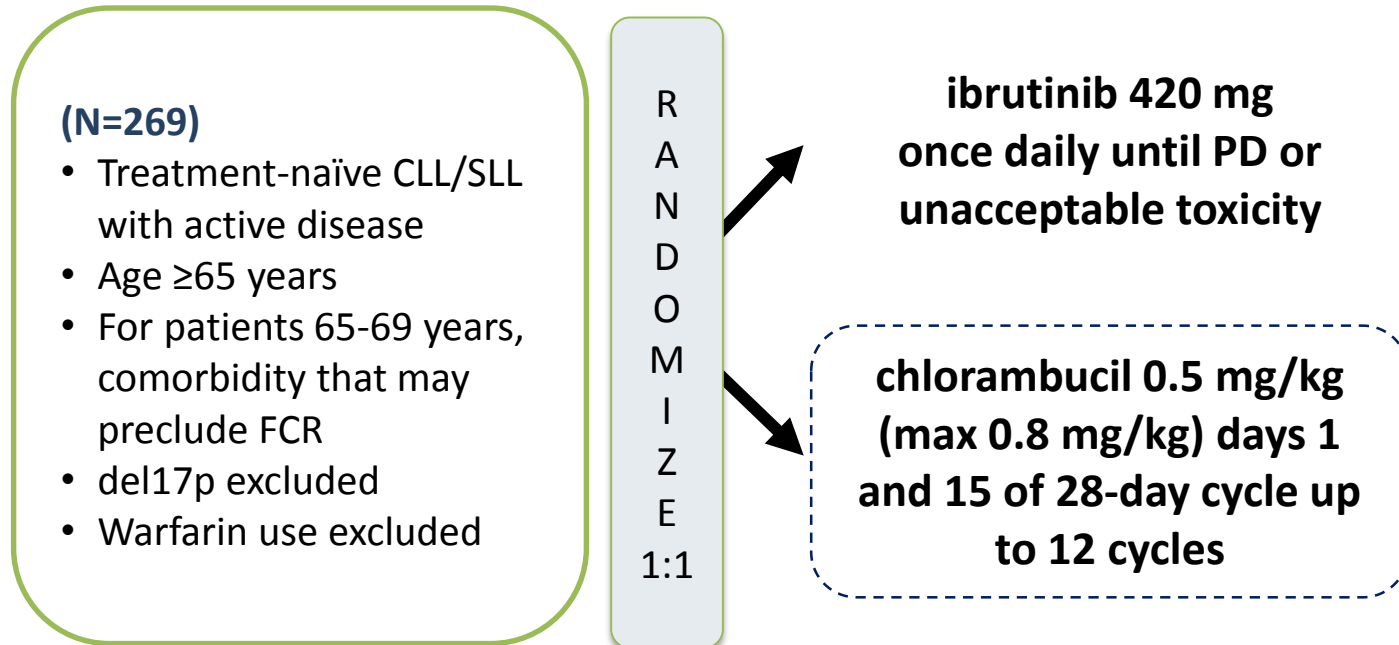 (N=269)
• Treatment-naïve CLL/SLL
with active disease
• Age ≥65 years
• For patients 65-69 years,
comorbidity that may
preclude FCR
• del17p excluded
• Warfarin use excluded
R
A
N
D
O
M
I
Z
E
1:1
ibrutinib 420 mg
once daily until PD or
unacceptable toxicity
chlorambucil 0.5 mg/kg
(max 0.8 mg/kg) days 1
and 15 of 28-day cycle up
to 12 cycles